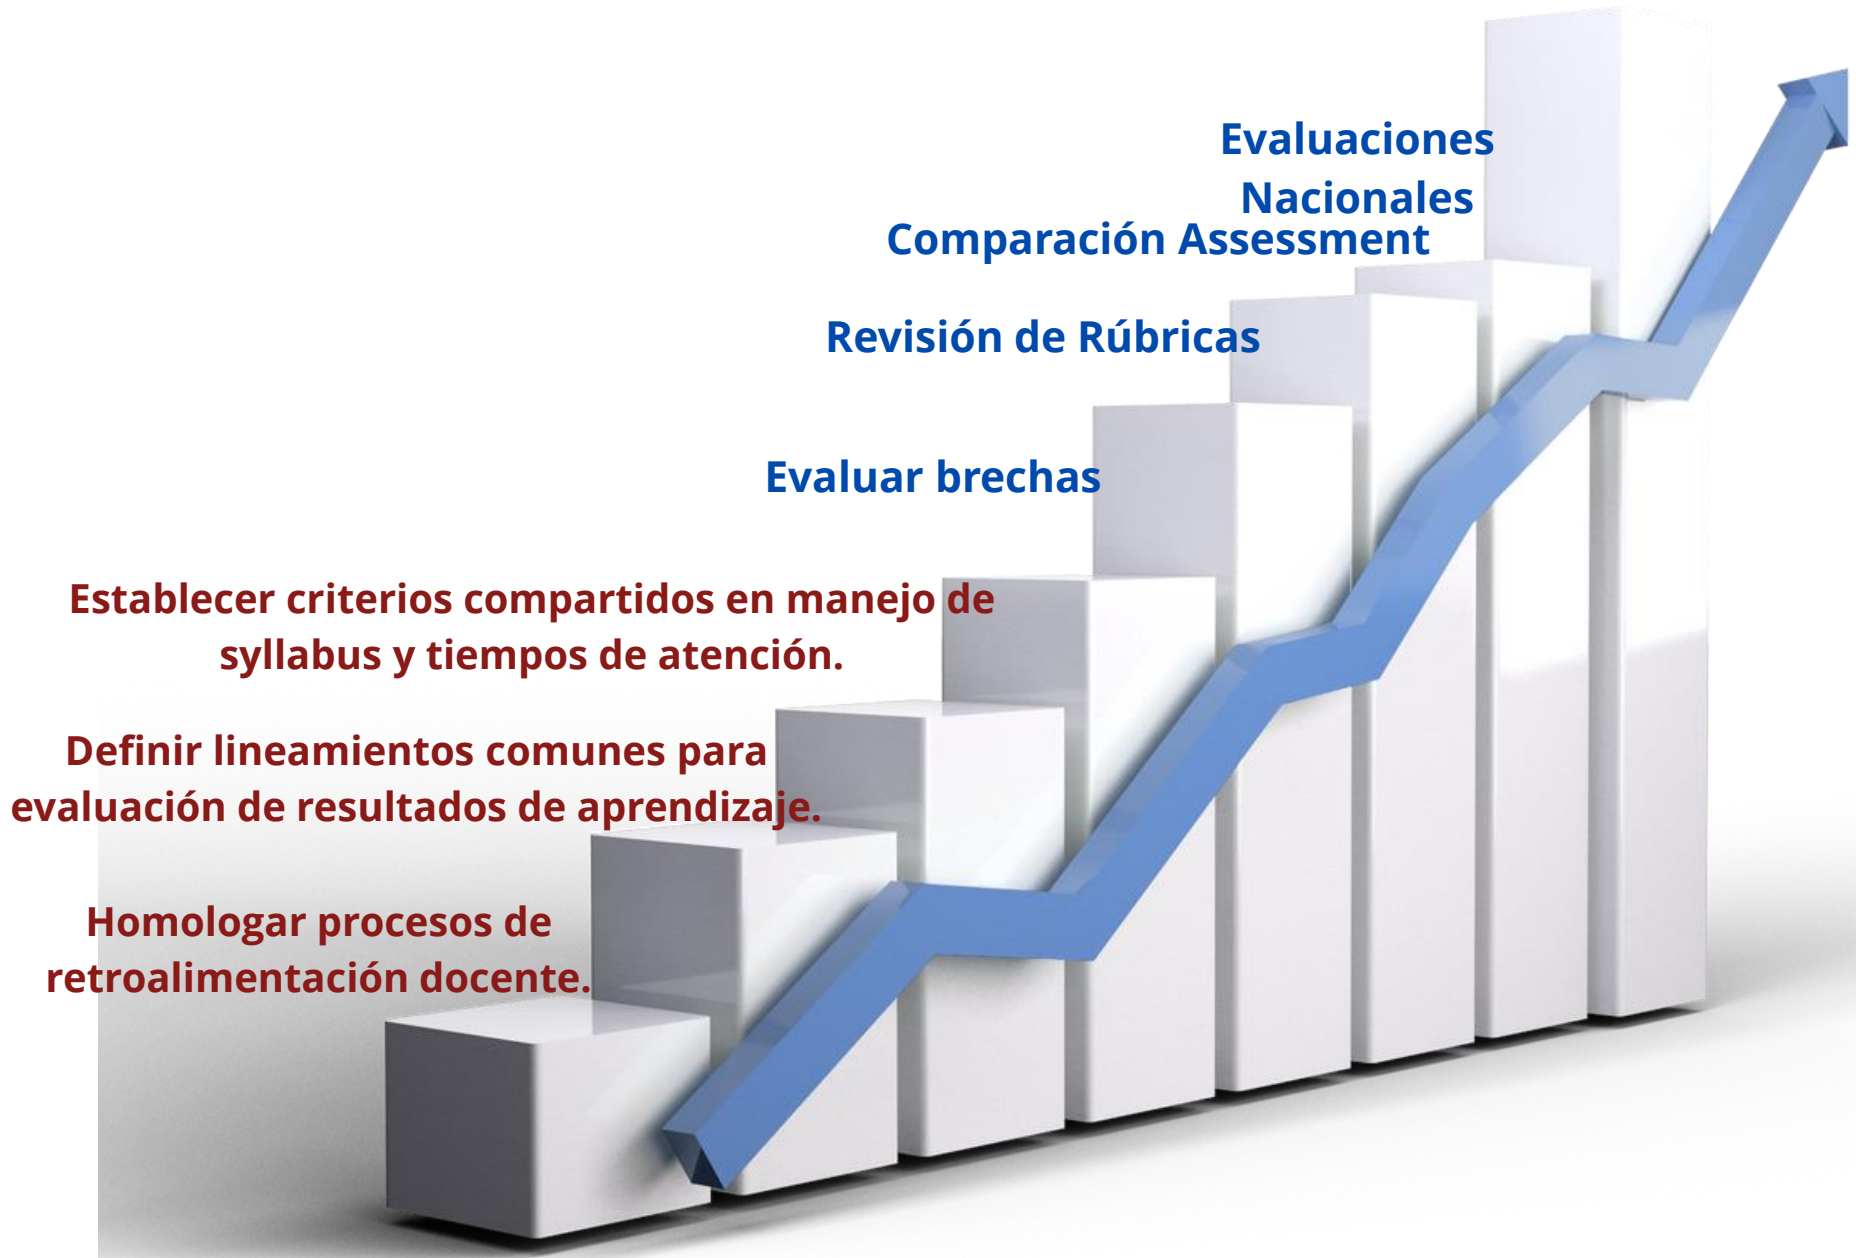 Evaluaciones
Nacionales
Comparación Assessment
Revisión de Rúbricas
Evaluar brechas
Establecer criterios compartidos en manejo de
syllabus y tiempos de atención.
Definir lineamientos comunes para
evaluación de resultados de aprendizaje.
Homologar procesos de
retroalimentación docente.